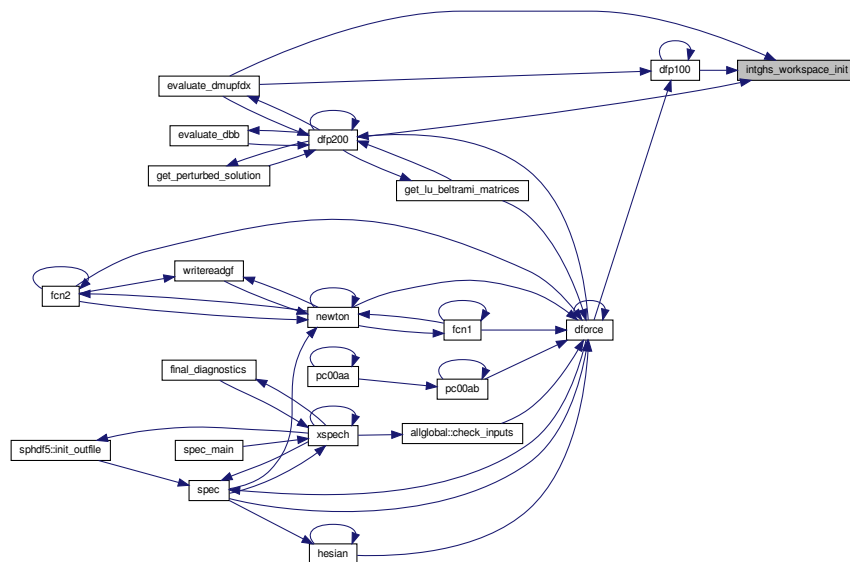 intghs_workspace_init
dfp100
evaluate_dmupfdx
evaluate_dbb
dfp200
get_perturbed_solution
get_lu_beltrami_matrices
writereadgf
fcn2
newton
fcn1
dforce
final_diagnostics
pc00aa
pc00ab
xspech
allglobal::check_inputs
sphdf5::init_outfile
spec_main
spec
hesian